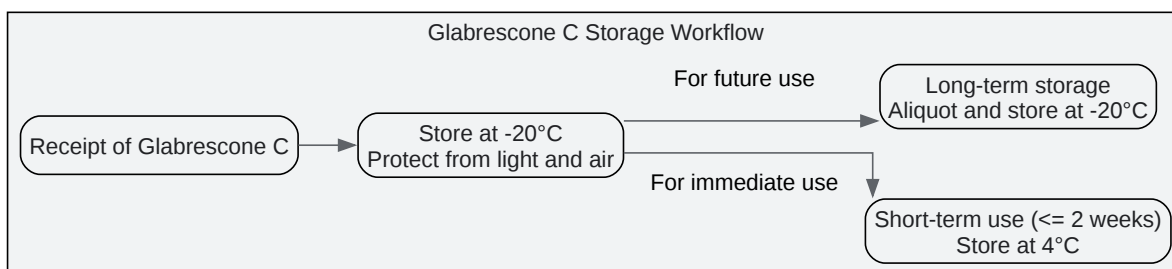 Glabrescone C Storage Workflow
Receipt of Glabrescone C
Store at -20°C
Protect from light and air
For future use
Long-term storage
Aliquot and store at -20°C
For immediate use
Short-term use (<= 2 weeks)
Store at 4°C